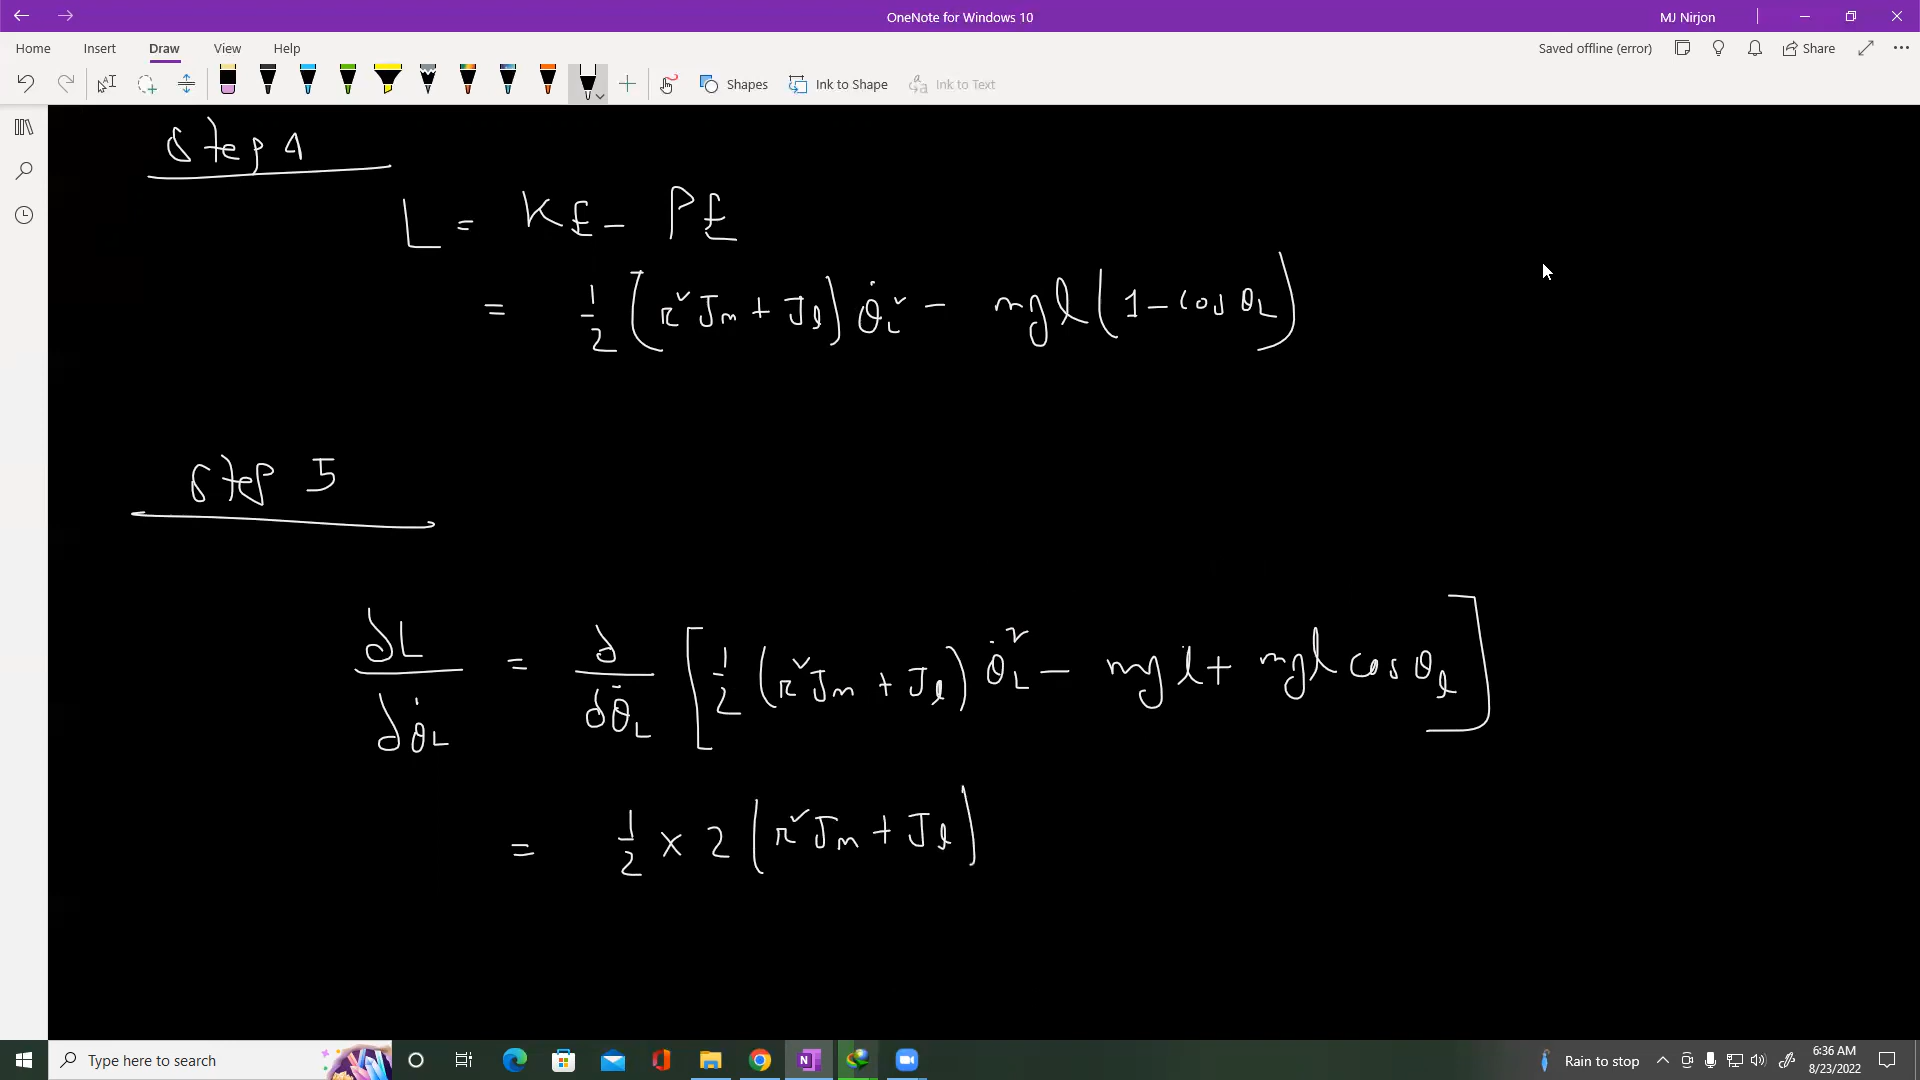 OneNote for Windows 10
MJ Nirjon
Home Insert Draw View Help
Saved offline (error)
Share
Shapes
Ink to Shape
Ink to Text
Step 4
L = KE - PE
= 1/2 (r² Jm + Jl) θ̇L² - mgl (1 - cos θL)
Step 5
∂L/∂θ̇L = ∂/∂θ̇L [1/2 (r² Jm + Jl) θ̇L² - mgl + mgl cos θl]
= 1/2 × 2 (r² Jm + Jl)
Type here to search
Rain to stop
6:36 AM
8/23/2022